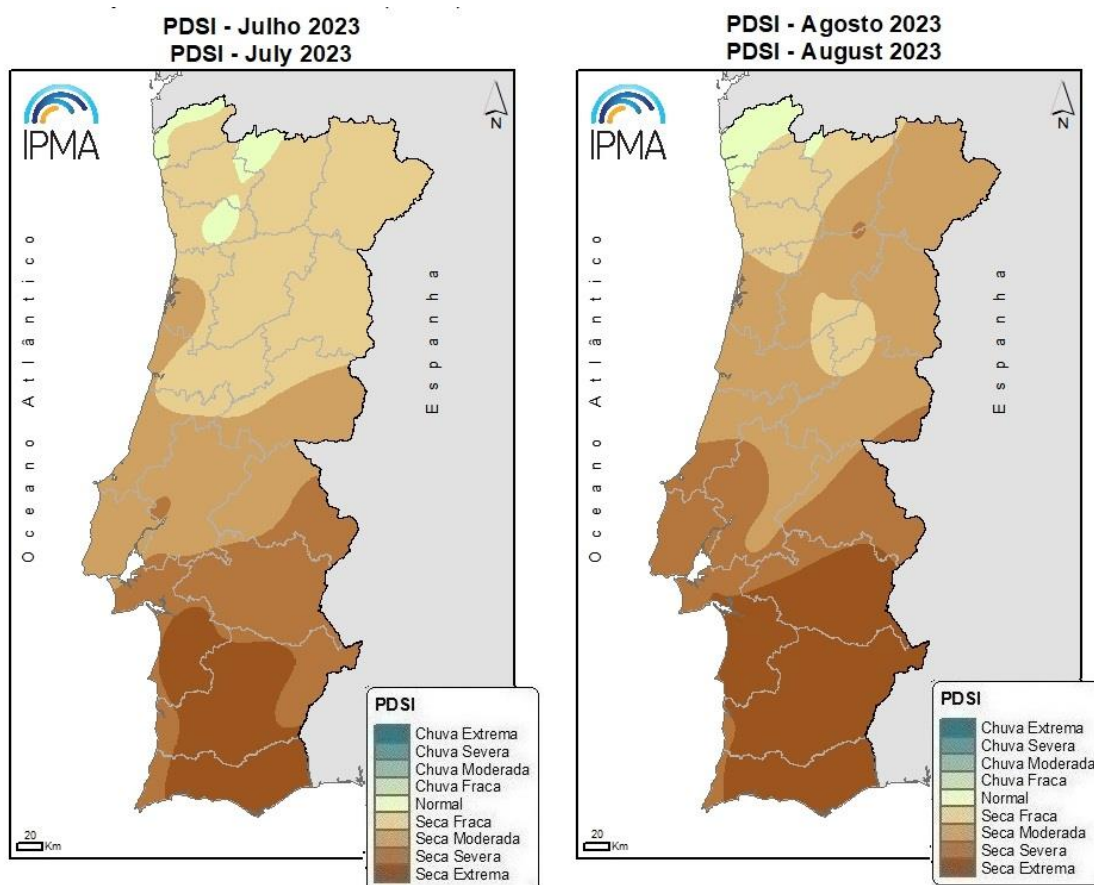 PDSI - Julho 2023
PDSI - July 2023
IPMA
N
Oceano Atlântico
Espanha
PDSI
Chuva Extrema
Chuva Severa
Chuva Moderada
Chuva Fraca
Normal
Seca Fraca
Seca Moderada
Seca Severa
Seca Extrema
20
Km
PDSI - Agosto 2023
PDSI - August 2023
IPMA
N
Oceano Atlântico
Espanha
PDSI
Chuva Extrema
Chuva Severa
Chuva Moderada
Chuva Fraca
Normal
Seca Fraca
Seca Moderada
Seca Severa
Seca Extrema
20
Km